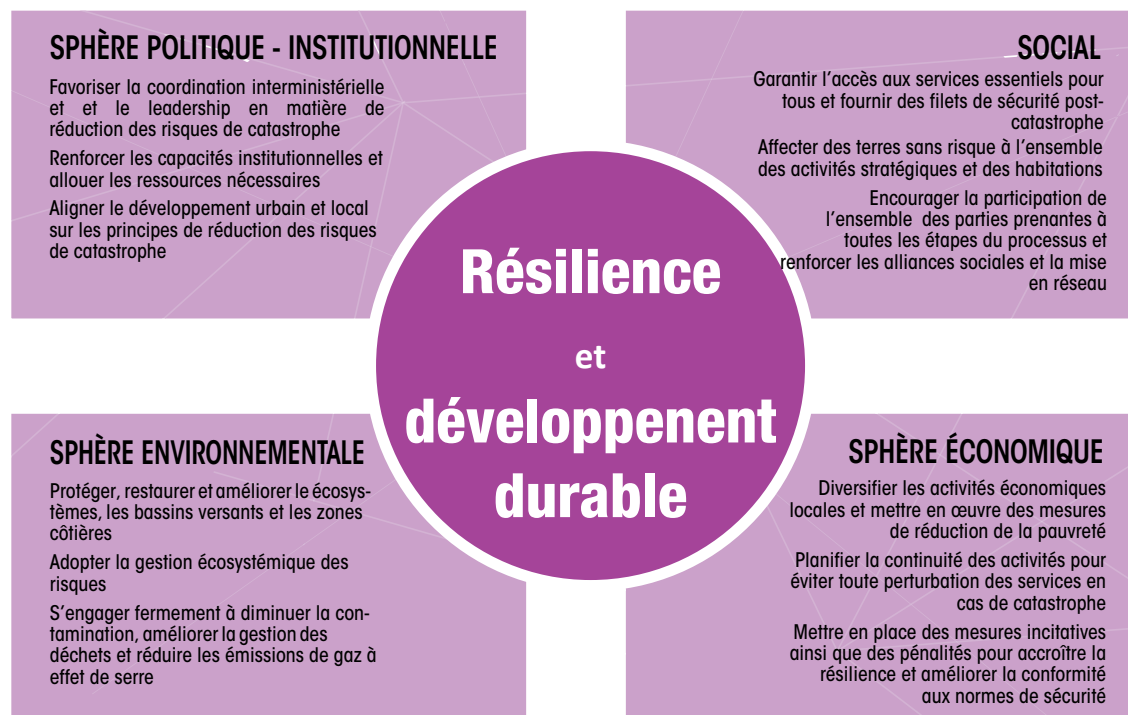 SPHÈRE POLITIQUE - INSTITUTIONNELLE
Favoriser la coordination interministérielle
et et le leadership en matière de
réduction des risques de catastrophe
Renforcer les capacités institutionnelles et
allouer les ressources nécessaires
Aligner le développement urbain et local
sur les principes de réduction des risques
de catastrophe
SOCIAL
Garantir l'accès aux services essentiels pour
tous et fournir des filets de sécurité post-
catastrophe
Affecter des terres sans risque à l'ensemble
des activités stratégiques et des habitations
Encourager la participation de
l'ensemble des parties prenantes à
toutes les étapes du processus et
renforcer les alliances sociales et la mise
en réseau
Résilience
et
développenent
durable
SPHÈRE ENVIRONNEMENTALE
Protéger, restaurer et améliorer le écosys-
tèmes, les bassins versants et les zones
côtières
Adopter la gestion écosystémique des
risques
S'engager fermement à diminuer la con-
tamination, améliorer la gestion des
déchets et réduire les émissions de gaz à
effet de serre
SPHÈRE ÉCONOMIQUE
Diversifier les activités économiques
locales et mettre en œuvre des mesures
de réduction de la pauvreté
Planifier la continuité des activités pour
éviter toute perturbation des services en
cas de catastrophe
Mettre en place des mesures incitatives
ainsi que des pénalités pour accroître la
résilience et améliorer la conformité
aux normes de sécurité